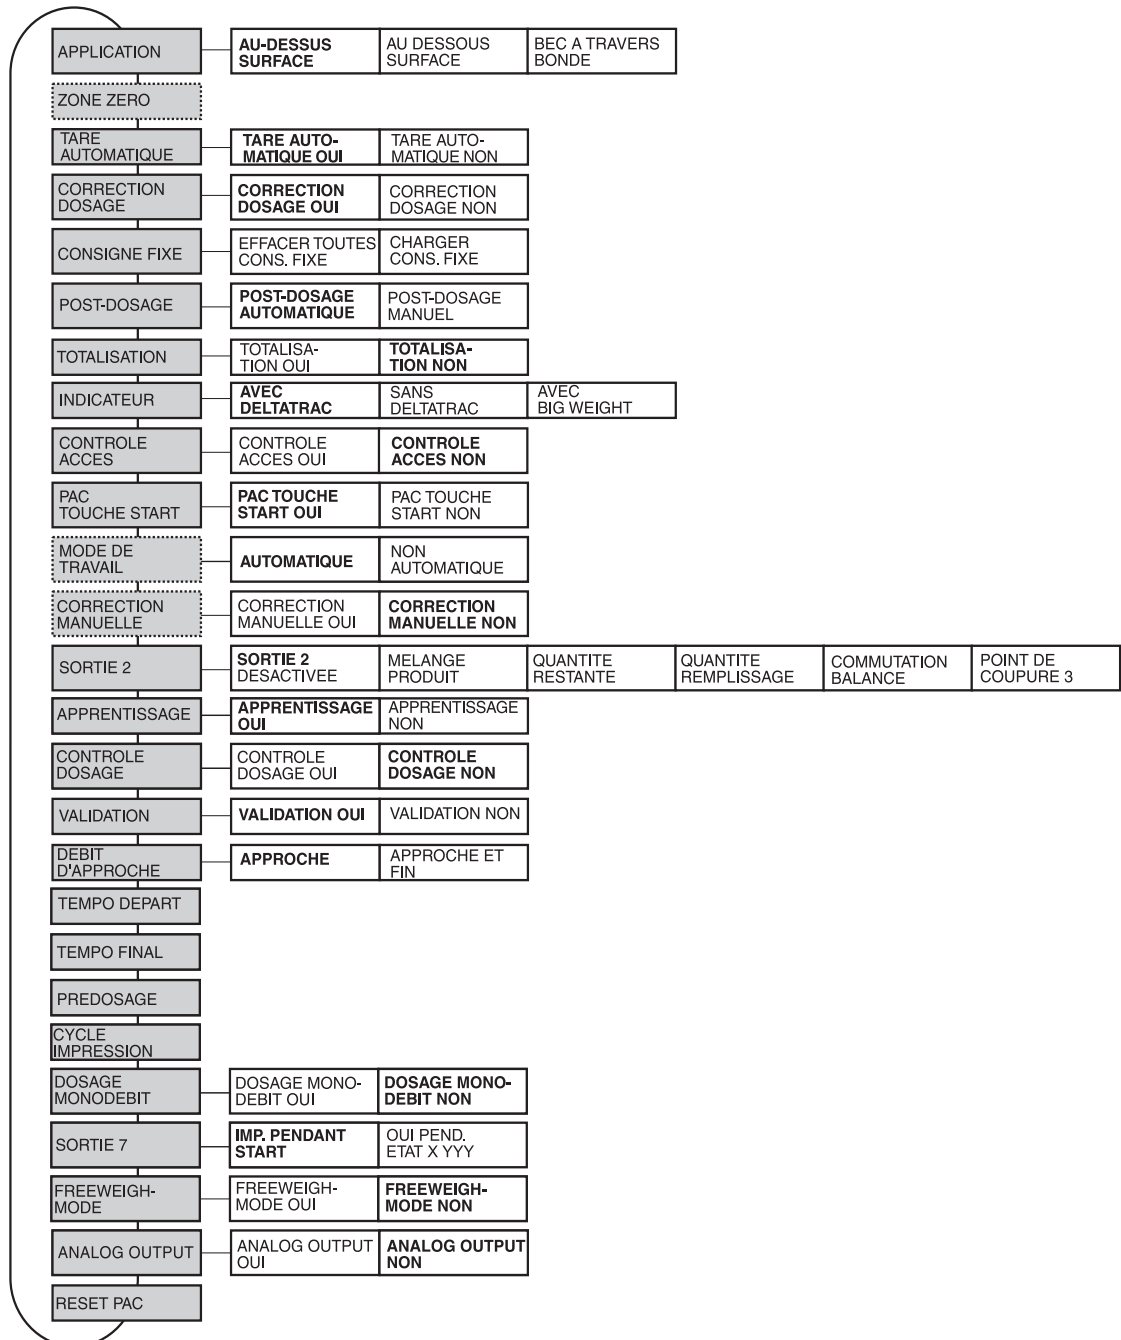 APPLICATION
AU-DESSUS
SURFACE
AU DESSOUS
SURFACE
BEC A TRAVERS
BONDE
ZONE ZERO
TARE
AUTOMATIQUE
TARE AUTO-
MATIQUE OUI
TARE AUTO-
MATIQUE NON
CORRECTION
DOSAGE
CORRECTION
DOSAGE OUI
CORRECTION
DOSAGE NON
CONSIGNE FIXE
EFFACER TOUTES
CONS. FIXE
CHARGER
CONS. FIXE
POST-DOSAGE
POST-DOSAGE
AUTOMATIQUE
POST-DOSAGE
MANUEL
TOTALISATION
TOTALISA-
TION OUI
TOTALISA-
TION NON
INDICATEUR
AVEC
DELTATRAC
SANS
DELTATRAC
AVEC
BIG WEIGHT
CONTROLE
ACCES
CONTROLE
ACCES OUI
CONTROLE
ACCES NON
PAC
TOUCHE START
PAC TOUCHE
START OUI
PAC TOUCHE
START NON
MODE DE
TRAVAIL
AUTOMATIQUE
NON
AUTOMATIQUE
CORRECTION
MANUELLE
CORRECTION
MANUELLE OUI
CORRECTION
MANUELLE NON
SORTIE 2
SORTIE 2
DESACTIVEE
MELANGE
PRODUIT
QUANTITE
RESTANTE
QUANTITE
REMPLISSAGE
COMMUTATION
BALANCE
POINT DE
COUPURE 3
APPRENTISSAGE
APPRENTISSAGE
OUI
APPRENTISSAGE
NON
CONTROLE
DOSAGE
CONTROLE
DOSAGE OUI
CONTROLE
DOSAGE NON
VALIDATION
VALIDATION OUI
VALIDATION NON
DEBIT
D'APPROCHE
APPROCHE
APPROCHE ET
FIN
TEMPO DEPART
TEMPO FINAL
PREDOSAGE
CYCLE
IMPRESSION
DOSAGE
MONODEBIT
DOSAGE MONO-
DEBIT OUI
DOSAGE MONO-
DEBIT NON
SORTIE 7
IMP. PENDANT
START
OUI PEND.
ETAT X YYY
FREEWEIGH-
MODE
FREEWEIGH-
MODE OUI
FREEWEIGH-
MODE NON
ANALOG OUTPUT
ANALOG OUTPUT
OUI
ANALOG OUTPUT
NON
RESET PAC